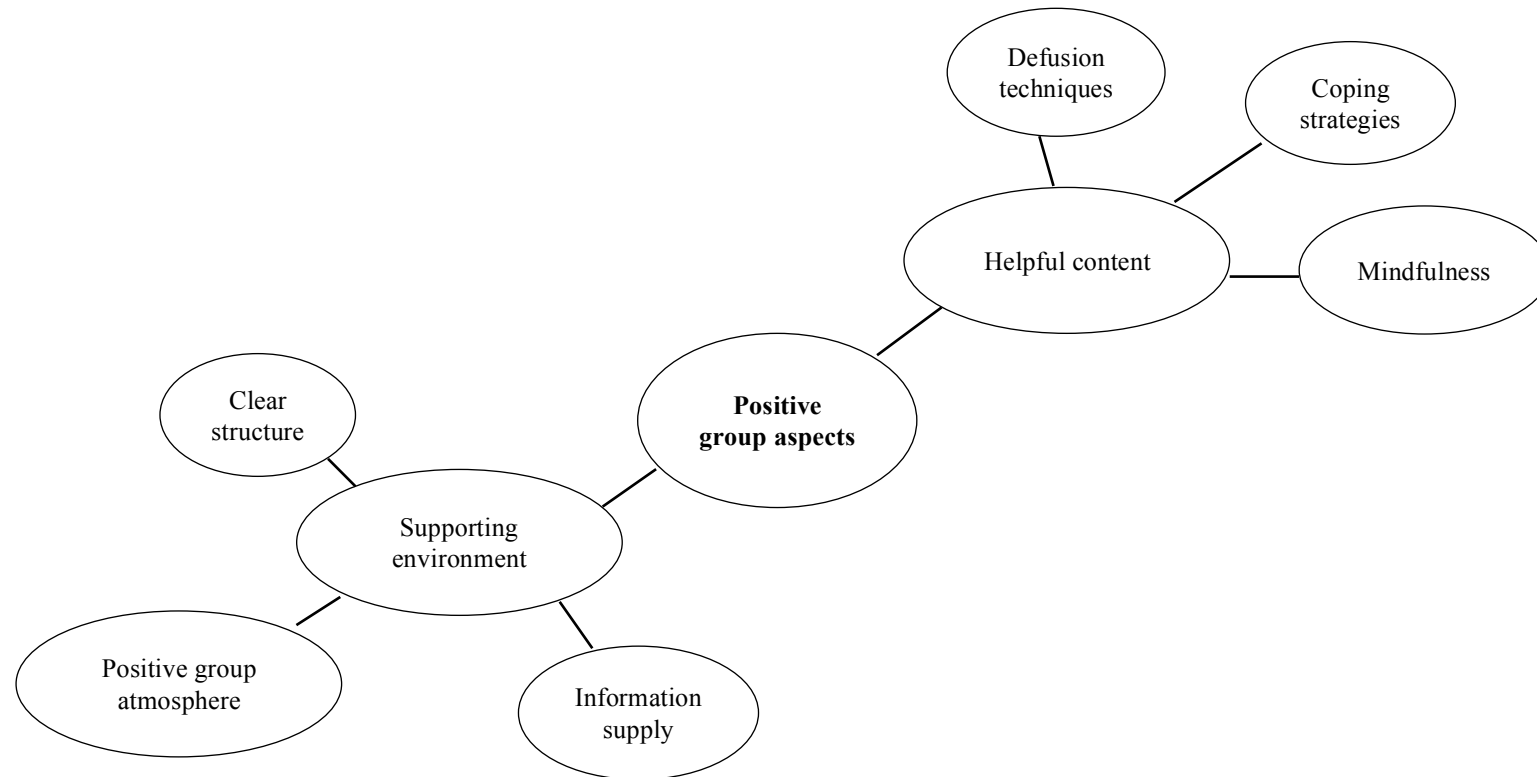 Defusion
techniques
Coping
strategies
Helpful content
Mindfulness
Positive
group aspects
Clear
structure
Supporting
environment
Positive group
atmosphere
Information
supply